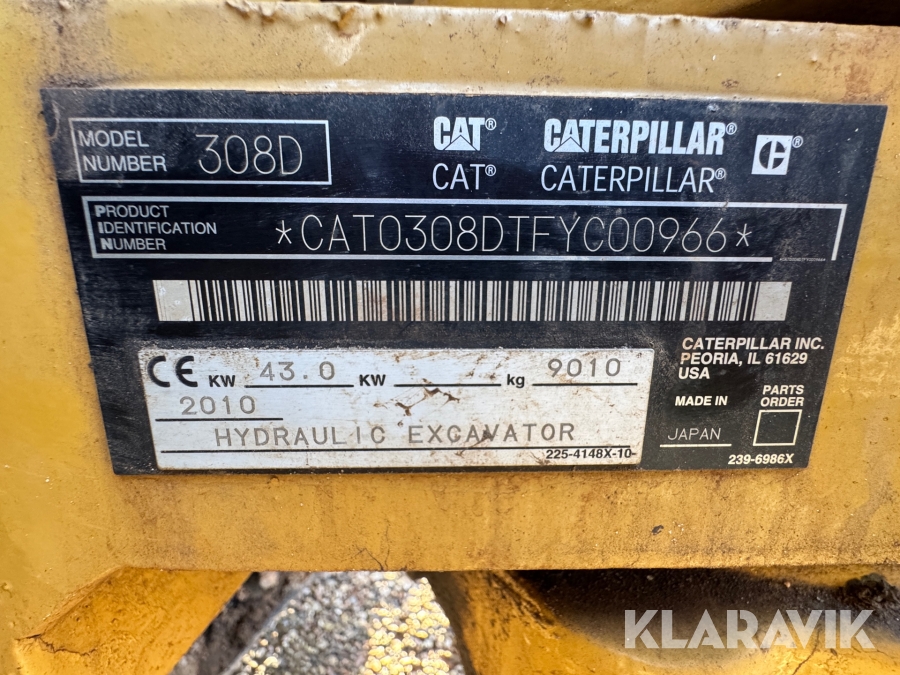 MODEL NUMBER 308D
CAT® CATERPILLAR® C®
CAT® CATERPILLAR®
PRODUCT IDENTIFICATION NUMBER
*CAT0308DTFYC00966*
CATERPILLAR INC.
PEORIA, IL 61629
USA
CE KW 43.0 KW kg 9010
2010
HYDRAULIC EXCAVATOR
225-4148X-10
MADE IN JAPAN
PARTS ORDER
239-6986X
KLARAVIK